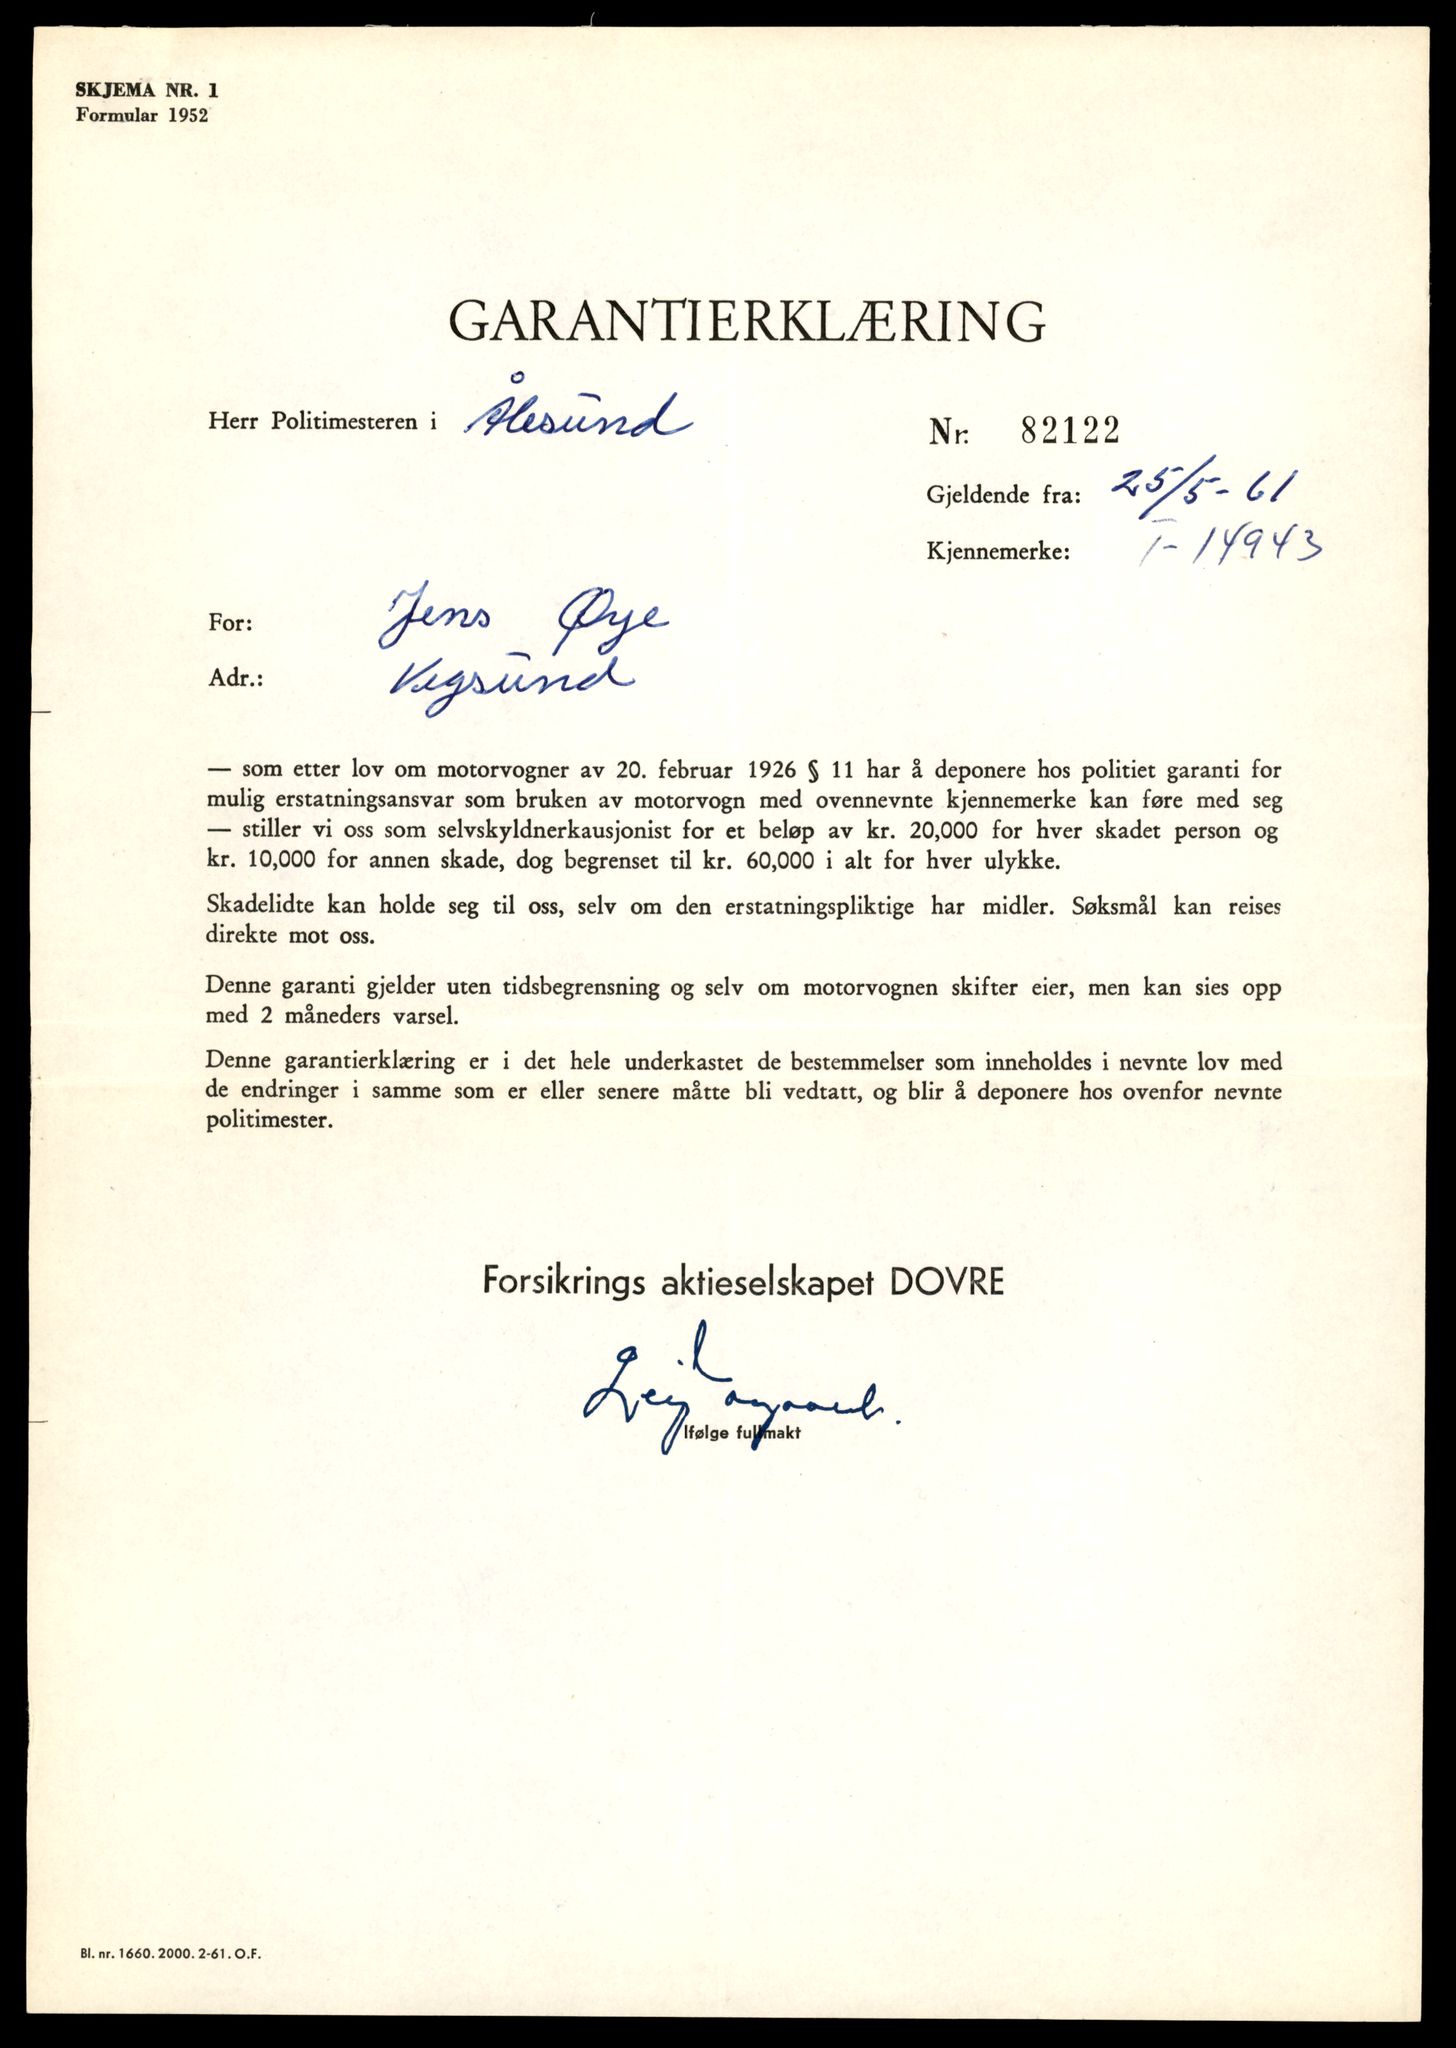 SKJEMA NR. 1
Formular 1952
GARANTIERKLÆRING
Herr Politimesteren i Ålesund
Nr. 82122
Gjeldende fra: 25/5-61
Kjennemerke: T-14943
For: Jens Øye
Adr.: Vegsund
— som etter lov om motorvogner av 20. februar 1926 § 11 har å deponere hos politiet garanti for
mulig erstatningsansvar som bruken av motorvogn med ovennevnte kjennemerke kan føre med seg
— stiller vi oss som selvskyldnerkausjonist for et beløp av kr. 20,000 for hver skadet person og
kr. 10,000 for annen skade, dog begrenset til kr. 60,000 i alt for hver ulykke.
Skadelidte kan holde seg til oss, selv om den erstatningspliktige har midler. Søksmål kan reises
direkte mot oss.
Denne garanti gjelder uten tidsbegrensning og selv om motorvognen skifter eier, men kan sies opp
med 2 måneders varsel.
Denne garantierklæring er i det hele underkastet de bestemmelser som inneholdes i nevnte lov med
de endringer i samme som er eller senere måtte bli vedtatt, og blir å deponere hos ovenfor nevnte
politimester.
Forsikrings aktieselskapet DOVRE
Ifølge fullmakt
Bl. nr. 1660. 2000. 2-61. O.F.